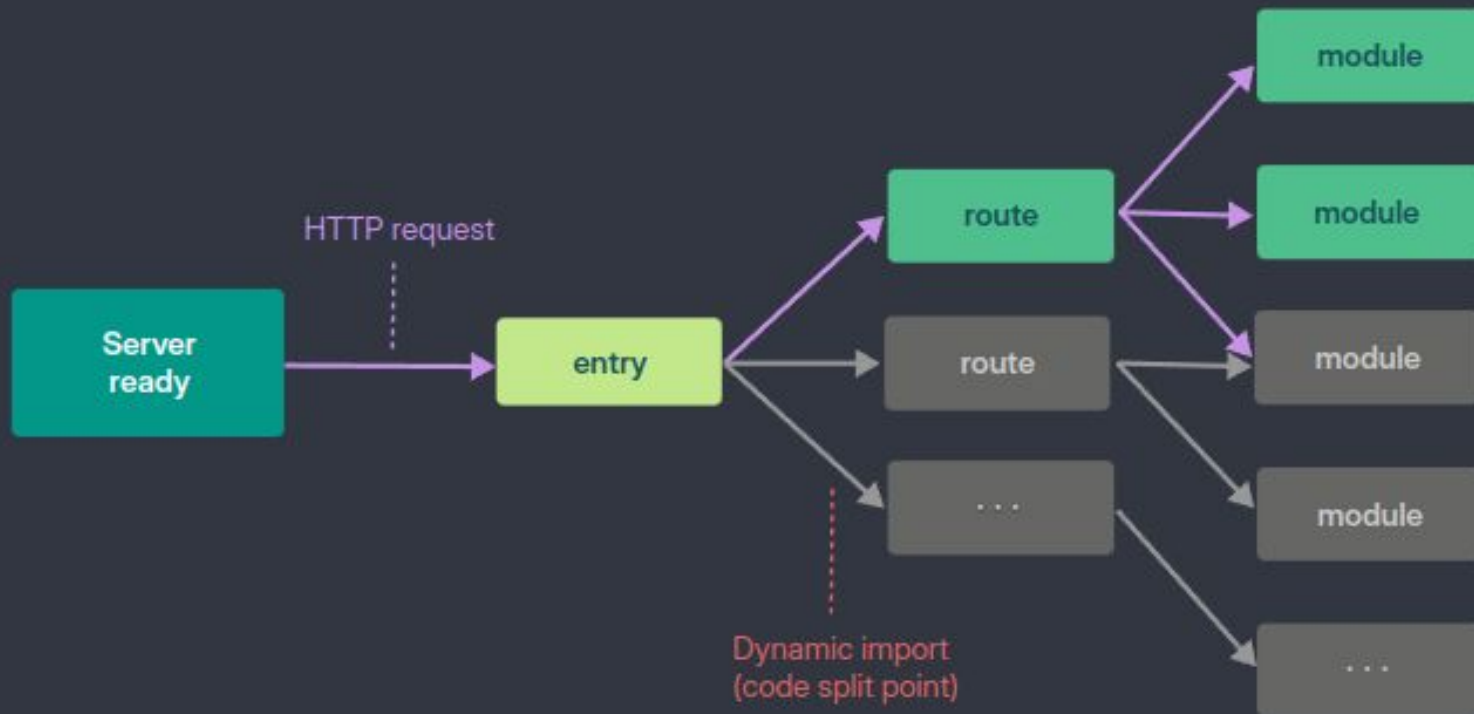 module
HTTP request
route
module
Server
ready
entry
route
module
...
module
Dynamic import
(code split point)
...